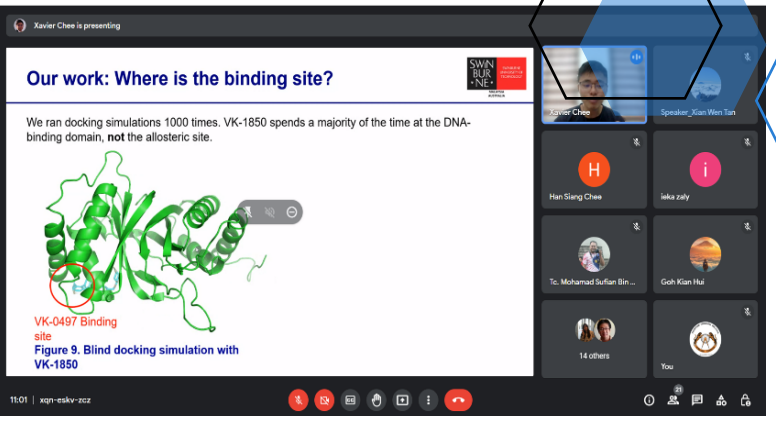 Xavier Chee is presenting
Our work: Where is the binding site?
SWIN
BUR
NE
We ran docking simulations 1000 times. VK-1850 spends a majority of the time at the DNA-
binding domain, not the allosteric site.
VK-0497 Binding
site
Figure 9. Blind docking simulation with
VK-1850
Xavier Chee
Speaker_Xian Wen Tan
H
Han Siang Chee
i
ieka zaly
Tc. Mohamad Sufian Bin ...
Goh Kian Hui
14 others
You
11:01 | xqn-eskv-zcz
21